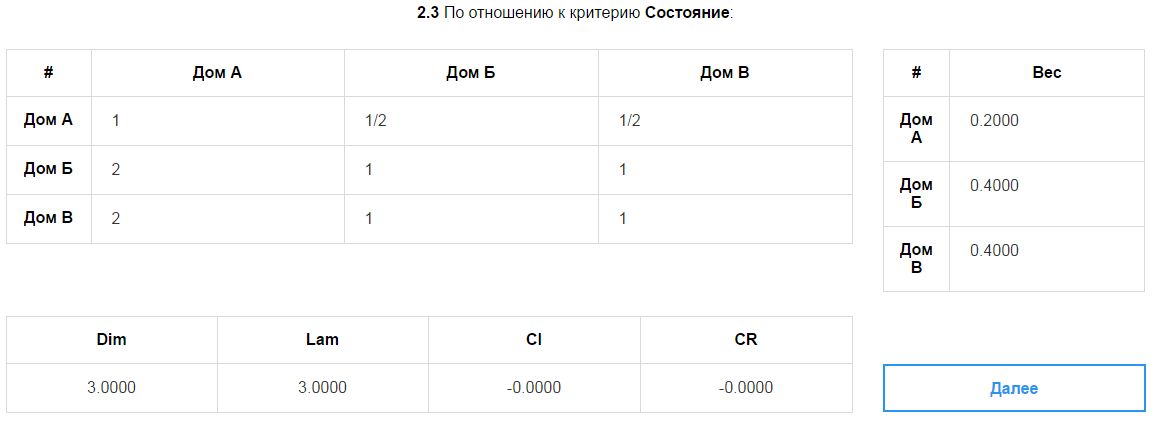 2.3 По отношению к критерию Состояние:
# Дом А Дом Б Дом В
Дом А 1 1/2 1/2
Дом Б 2 1 1
Дом В 2 1 1
# Вес
Дом
А
0.2000
Дом
Б
0.4000
Дом
В
0.4000
Dim Lam CI CR
3.0000 3.0000 -0.0000 -0.0000
Далее